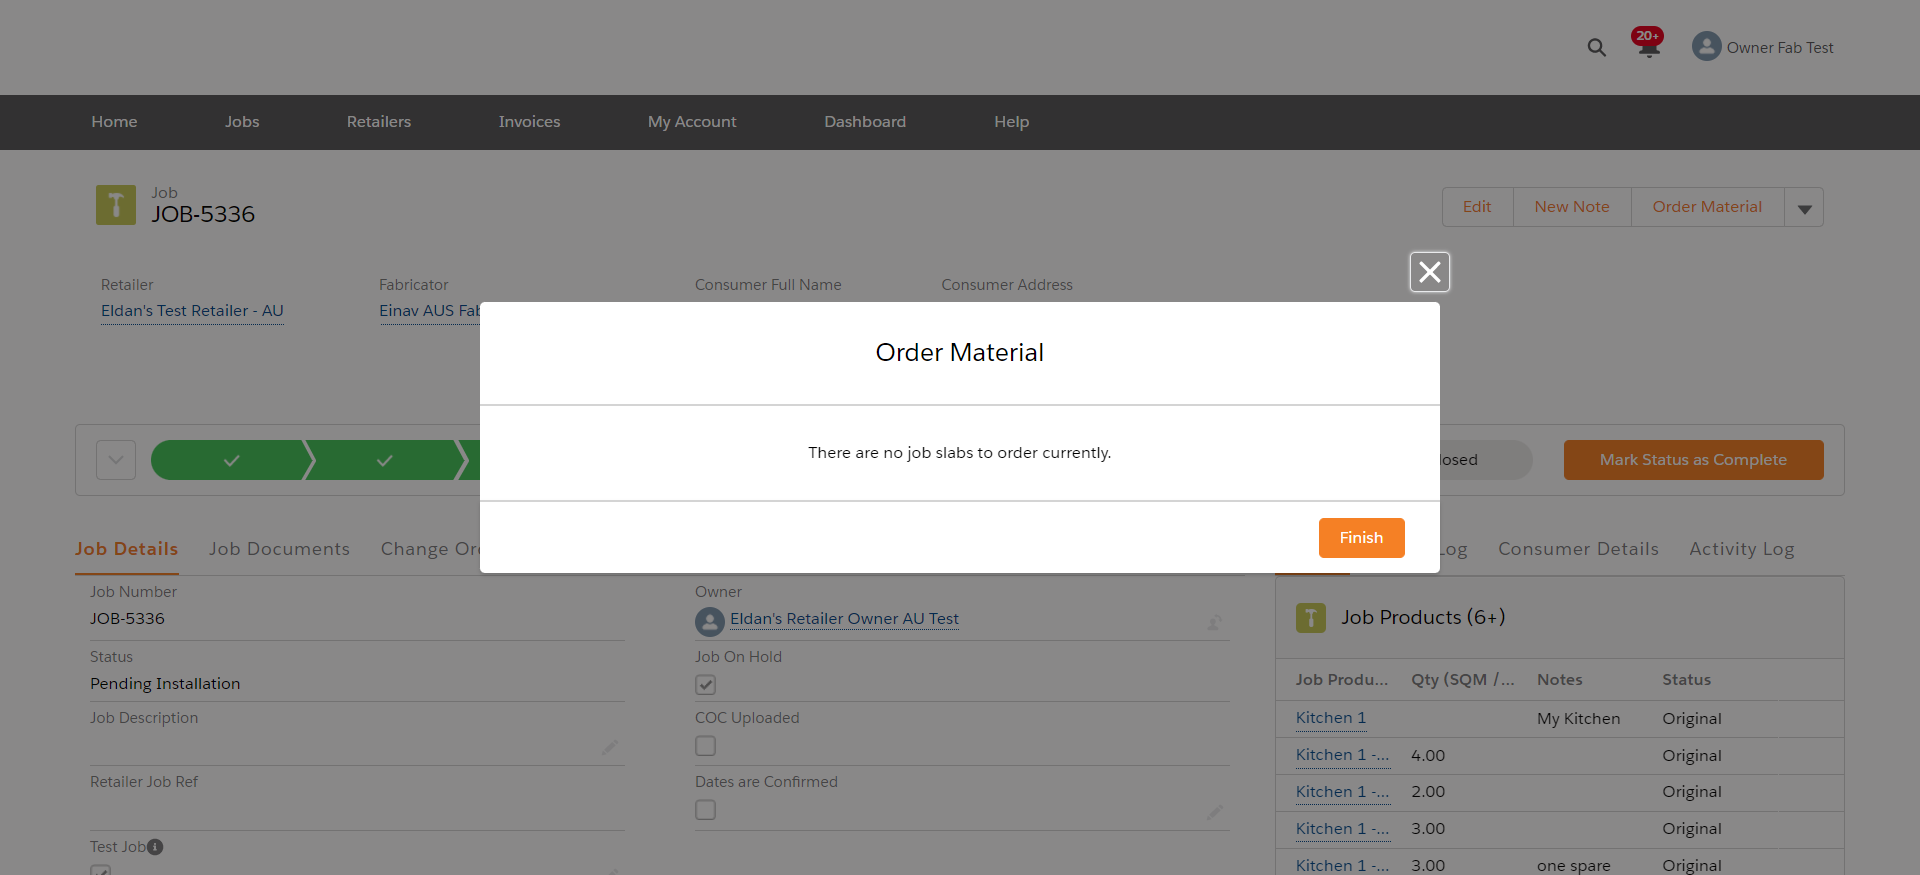 20+
Owner Fab Test
Home Jobs Retailers Invoices My Account Dashboard Help
Job
JOB-5336
Edit New Note Order Material
Retailer Fabricator Consumer Full Name Consumer Address
Eldan's Test Retailer - AU Einav AUS Fab
Order Material
There are no job slabs to order currently.
Finish
losed
Mark Status as Complete
Job Details Job Documents Change Or Log Consumer Details Activity Log
Job Number
JOB-5336
Status
Pending Installation
Job Description
Retailer Job Ref
Test Job
Owner
Eldan's Retailer Owner AU Test
Job On Hold
COC Uploaded
Dates are Confirmed
Job Products (6+)
Job Produ... Qty (SQM /... Notes Status
Kitchen 1 My Kitchen Original
Kitchen 1 -... 4.00 Original
Kitchen 1 -... 2.00 Original
Kitchen 1 -... 3.00 Original
Kitchen 1 -... 3.00 one spare Original